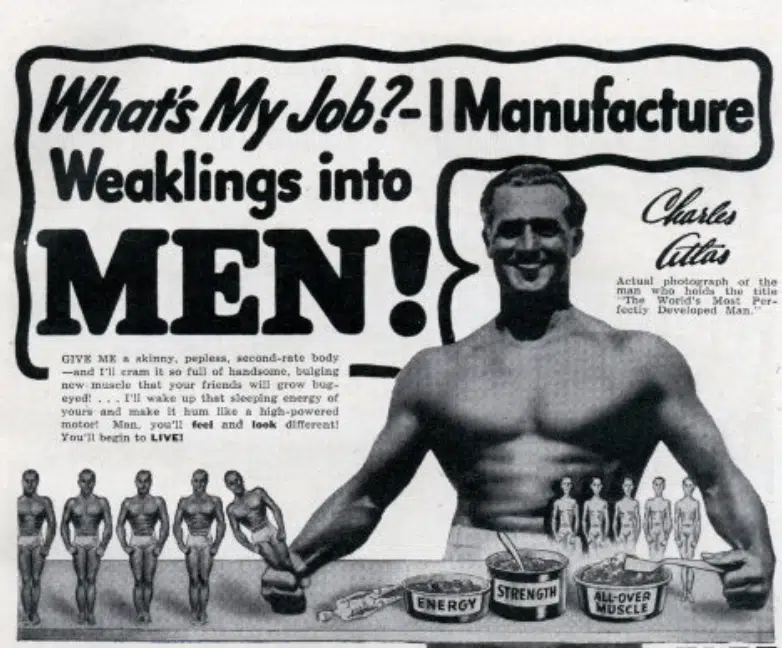 What's My Job?-I Manufacture
Weaklings into
MEN!
Charles
Atlas
Actual photograph of the
man who holds the title
"The World's Most Per-
fectly Developed Man."
GIVE ME a skinny, pepless, second-rate body
—and I'll cram it so full of handsome, bulging
new muscle that your friends will grow bug-
eyed! . . . I'll wake up that sleeping energy of
yours and make it hum like a high-powered
motor! Man, you'll feel and look different!
You'll begin to LIVE!
ENERGY
STRENGTH
ALL-OVER
MUSCLE